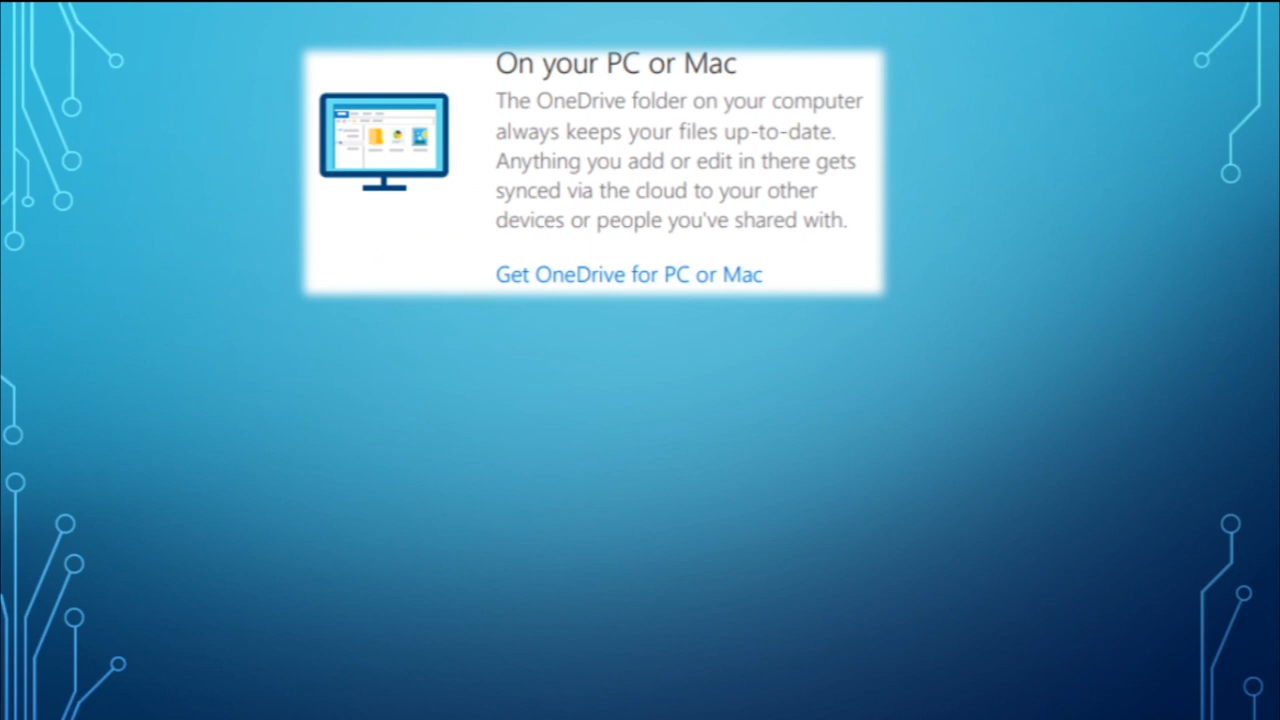 On your PC or Mac
The OneDrive folder on your computer
always keeps your files up-to-date.
Anything you add or edit in there gets
synced via the cloud to your other
devices or people you've shared with.
Get OneDrive for PC or Mac